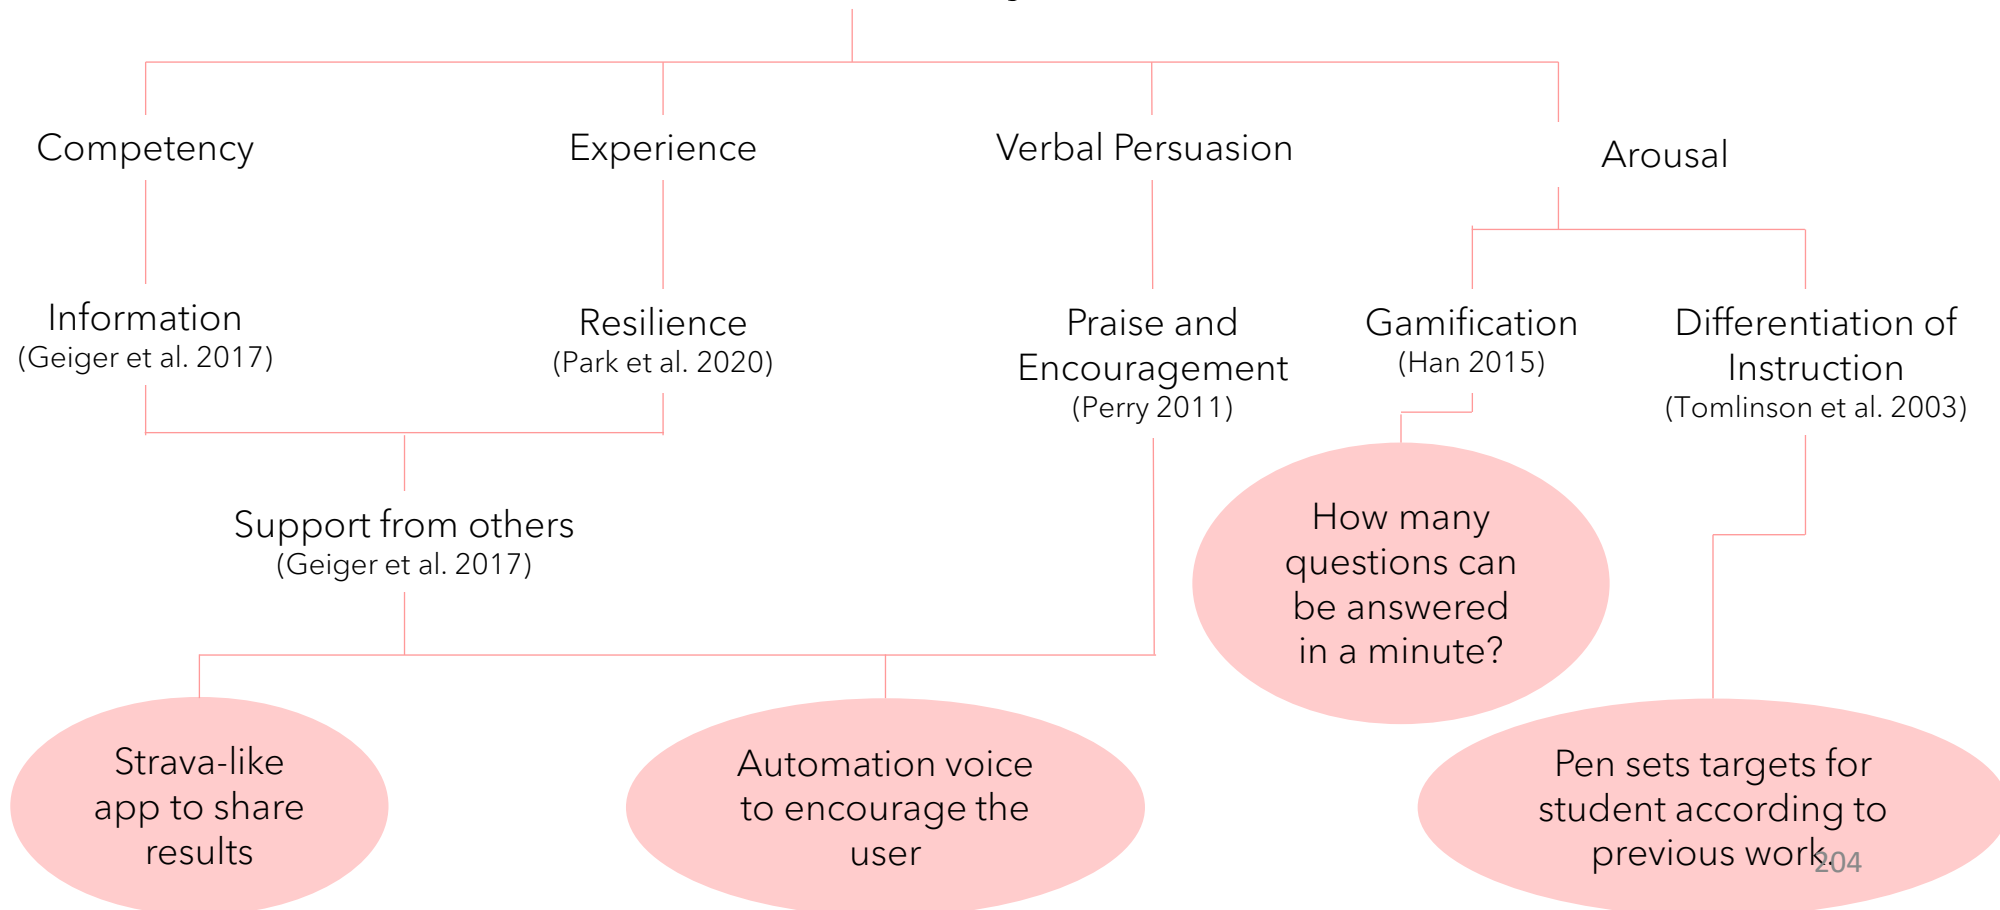 Competency
Experience
Verbal Persuasion
Arousal
Information
(Geiger et al. 2017)
Resilience
(Park et al. 2020)
Praise and
Encouragement
(Perry 2011)
Gamification
(Han 2015)
Differentiation of
Instruction
(Tomlinson et al. 2003)
Support from others
(Geiger et al. 2017)
How many
questions can
be answered
in a minute?
Strava-like
app to share
results
Automation voice
to encourage the
user
Pen sets targets for
student according to
previous work.
204